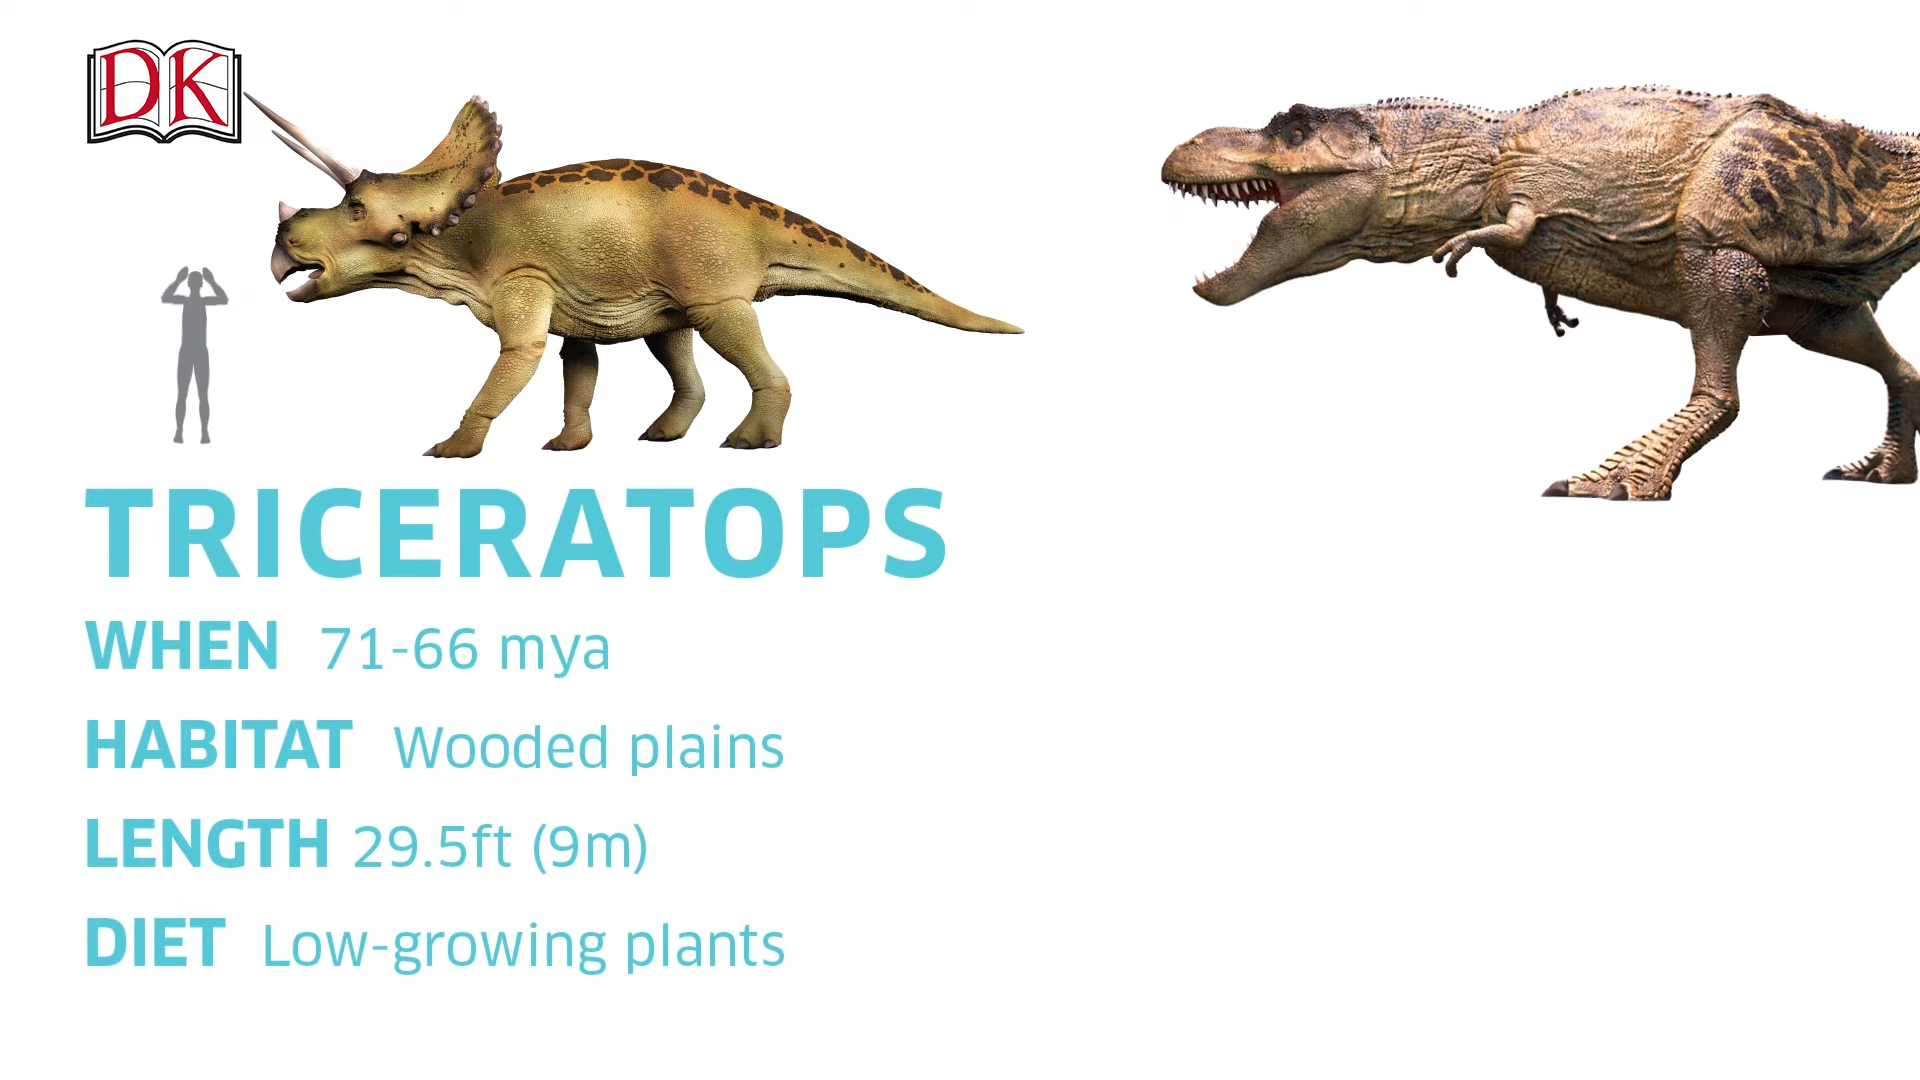 DK
TRICERATOPS
WHEN 71-66 mya
HABITAT Wooded plains
LENGTH 29.5ft (9m)
DIET Low-growing plants